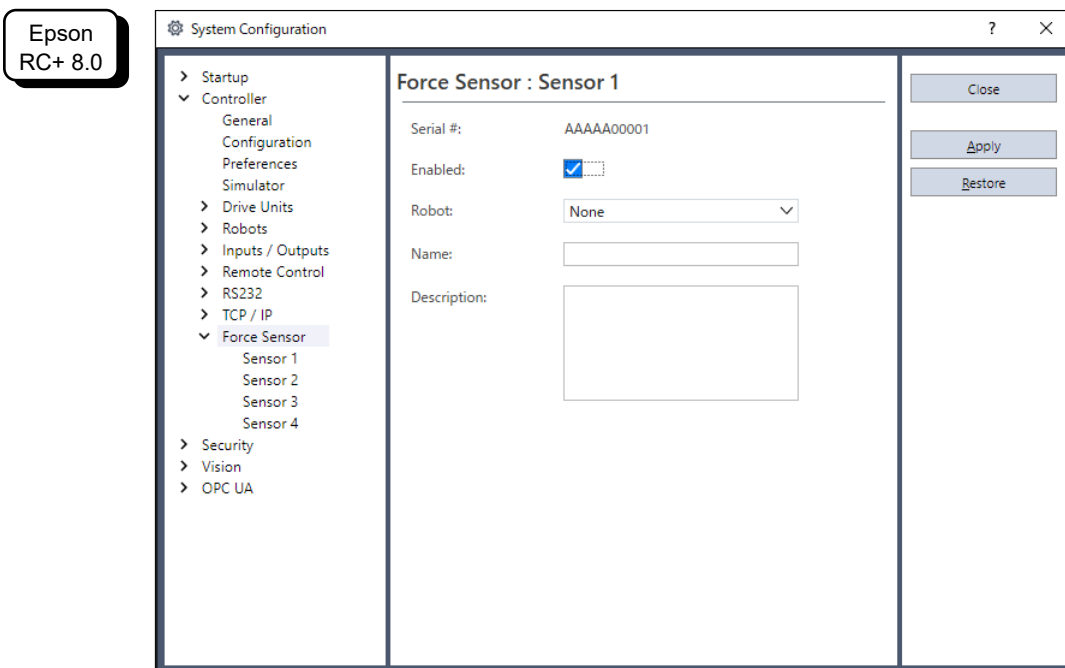 Epson
RC+ 8.0
System Configuration
?
Startup
Controller
General
Configuration
Preferences
Simulator
Drive Units
Robots
Inputs / Outputs
Remote Control
RS232
TCP / IP
Force Sensor
Sensor 1
Sensor 2
Sensor 3
Sensor 4
Security
Vision
OPC UA
Force Sensor : Sensor 1
Serial #: AAAAA00001
Enabled:
Robot: None
Name:
Description:
Close
Apply
Restore